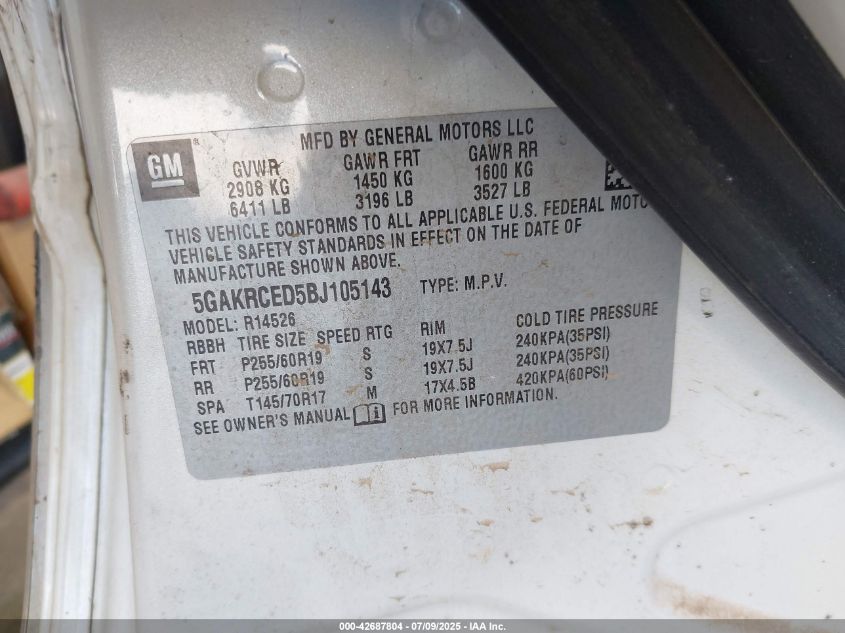 MFD BY GENERAL MOTORS LLC
GM ®
GVWR GAWR FRT GAWR RR
2908 KG 1450 KG 1600 KG
6411 LB 3196 LB 3527 LB
THIS VEHICLE CONFORMS TO ALL APPLICABLE U.S. FEDERAL MOTO
VEHICLE SAFETY STANDARDS IN EFFECT ON THE DATE OF
MANUFACTURE SHOWN ABOVE.
5GAKRCED5BJ105143 TYPE: M.P.V.
MODEL: R14526
RBBH TIRE SIZE SPEED RTG RIM COLD TIRE PRESSURE
FRT P255/60R19 S 19X7.5J 240KPA(35PSI)
RR P255/60R19 S 19X7.5J 240KPA(35PSI)
SPA T145/70R17 M 17X4.5B 420KPA(60PSI)
SEE OWNER'S MANUAL FOR MORE INFORMATION.
000-42687804 - 07/09/2025 - IAA Inc.